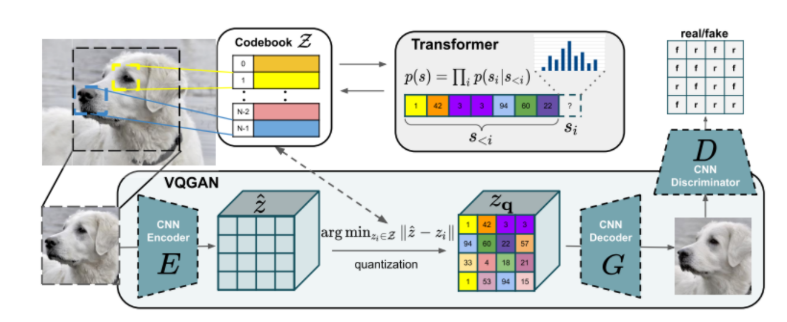 Codebook 𝒵
0
1
N-2
N-1
Transformer
p(s) = ∏ᵢ p(sᵢ|s<ᵢ)
1 42 3 3 94 60 22 ?
s<ᵢ
sᵢ
real/fake
f r f r
r f r r
f f r f
r f r r
D
CNN
Discriminator
VQGAN
CNN
Encoder
E
ẑ
arg min_{zᵢ∈𝒵} ‖ẑ − zᵢ‖
quantization
z_q
1 42 3 3
94 60 22 57
33 4 18 21
1 53 94 15
CNN
Decoder
G